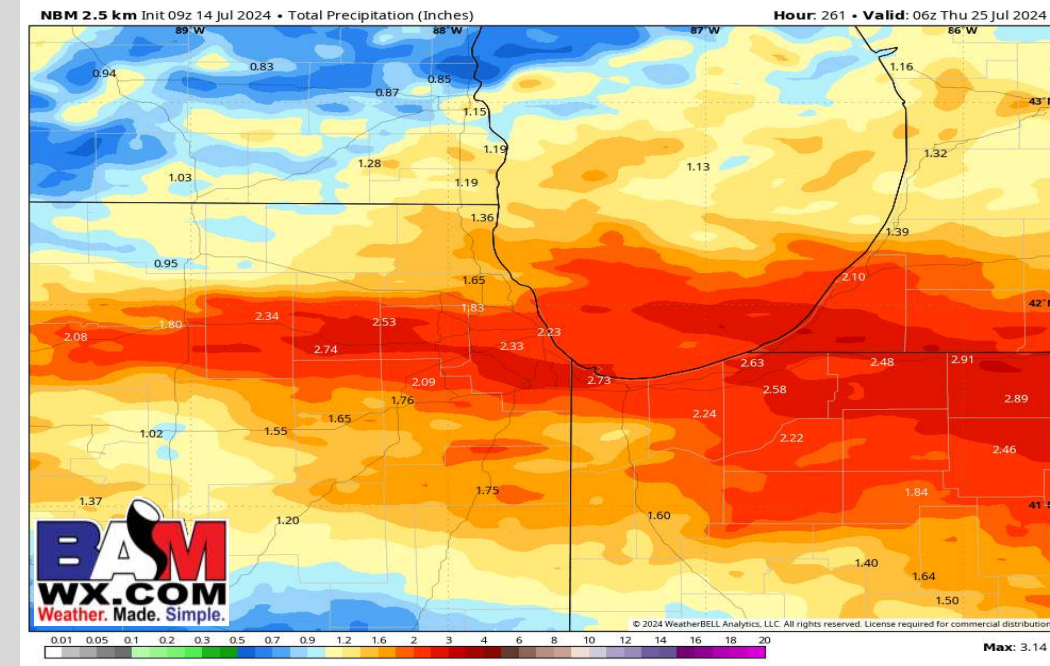 NBM 2.5 km Init 09z 14 Jul 2024 • Total Precipitation (Inches) Hour: 261 • Valid: 06z Thu 25 Jul 2024
89°W 88°W 87°W 86°W
0.94 0.83 0.85 1.16
0.87
43°N
1.15
1.19 1.32
1.28 1.13
1.03 1.19
1.36
1.39
0.95
1.65 2.10
1.83 42°N
2.34
2.08 1.80 2.53 2.23
2.74 2.33
2.63 2.48 2.91
2.09 2.73
2.58
1.76 2.89
1.65 2.24
1.02 1.55 2.22
2.46
1.37 1.75 1.84
41°
1.20 1.60
1.40
1.64
1.50
BAM
WX.COM
Weather. Made. Simple.
© 2024 WeatherBELL Analytics, LLC. All rights reserved. License required for commercial distribution
0.01 0.05 0.1 0.2 0.3 0.5 0.7 0.9 1.2 1.6 2 3 4 6 8 10 12 14 16 18 20
Max: 3.14